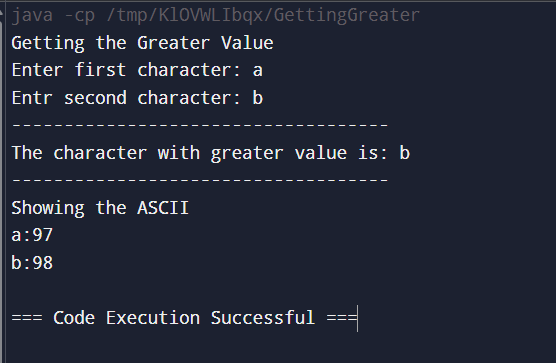 java -cp /tmp/KlOVWLIbqx/GettingGreater
Getting the Greater Value
Enter first character: a
Entr second character: b
------------------------------------
The character with greater value is: b
------------------------------------
Showing the ASCII
a:97
b:98
=== Code Execution Successful ===